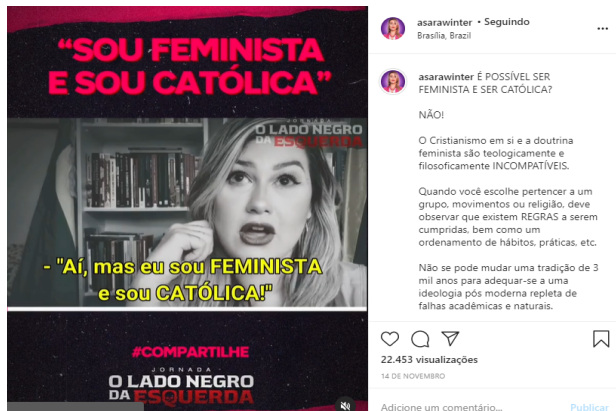 “SOU FEMINISTA
E SOU CATÓLICA”
JORNADA
O LADO NEGRO
DA ESQUERDA
- "Aí, mas eu sou FEMINISTA
e sou CATÓLICA!"
#COMPARTILHE
JORNADA
O LADO NEGRO
DA ESQUERDA
asarawinter • Seguindo
Brasília, Brazil
asarawinter É POSSÍVEL SER
FEMINISTA E SER CATÓLICA?
NÃO!
O Cristianismo em si e a doutrina
feminista são teologicamente e
filosoficamente INCOMPATÍVEIS.
Quando você escolhe pertencer a um
grupo, movimentos ou religião, deve
observar que existem REGRAS a serem
cumpridas, bem como um
ordenamento de hábitos, práticas, etc.
Não se pode mudar uma tradição de 3
mil anos para adequar-se a uma
ideologia pós moderna repleta de
falhas acadêmicas e naturais.
22.453 visualizações
14 DE NOVEMBRO
Adicione um comentário...
Publicar